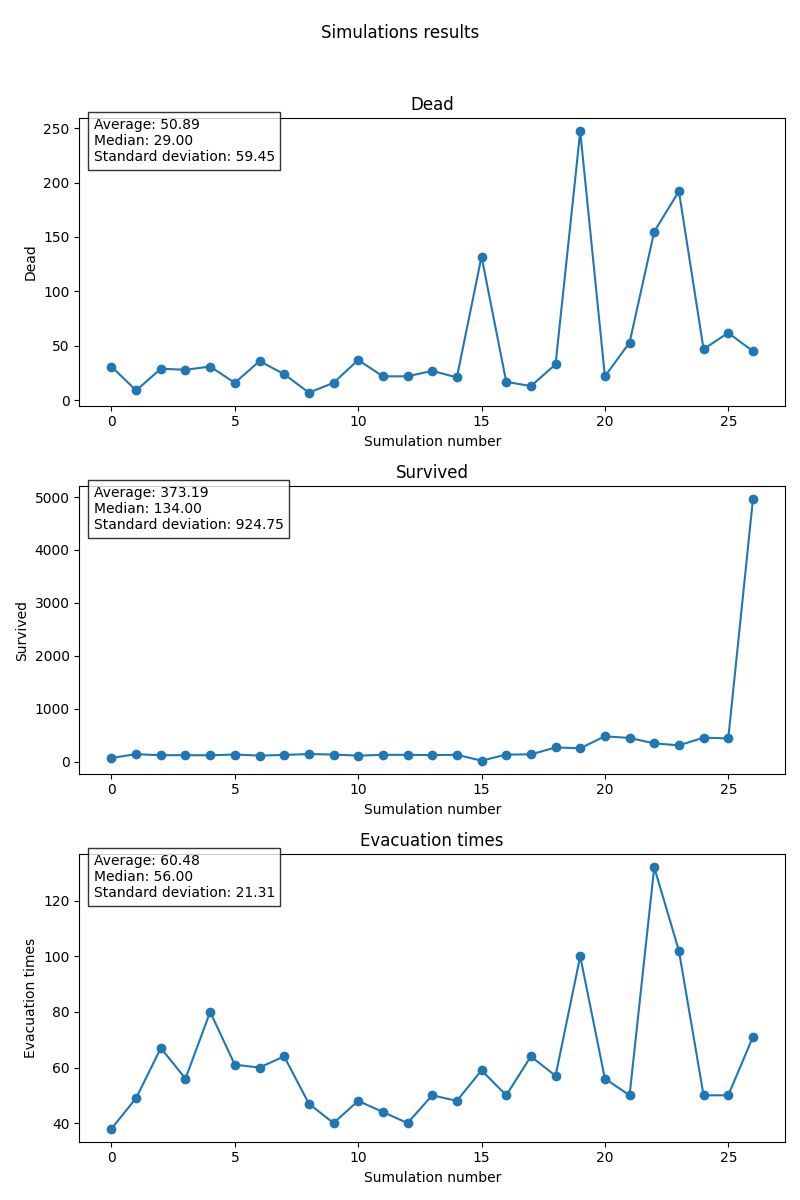 Simulations results
Dead
Average: 50.89
Median: 29.00
Standard deviation: 59.45
250
200
150
100
50
0
Dead
0 5 10 15 20 25
Sumulation number
Survived
Average: 373.19
Median: 134.00
Standard deviation: 924.75
5000
4000
3000
2000
1000
0
Survived
0 5 10 15 20 25
Sumulation number
Evacuation times
Average: 60.48
Median: 56.00
Standard deviation: 21.31
120
100
80
60
40
Evacuation times
0 5 10 15 20 25
Sumulation number